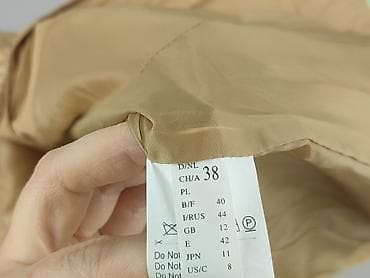 D/NL
CH/A 38
PL
B/F 40
I/RUS 44
GB 12
E 42
JPN 11
US/C 8
Do Not
Do Not
Do Not
P